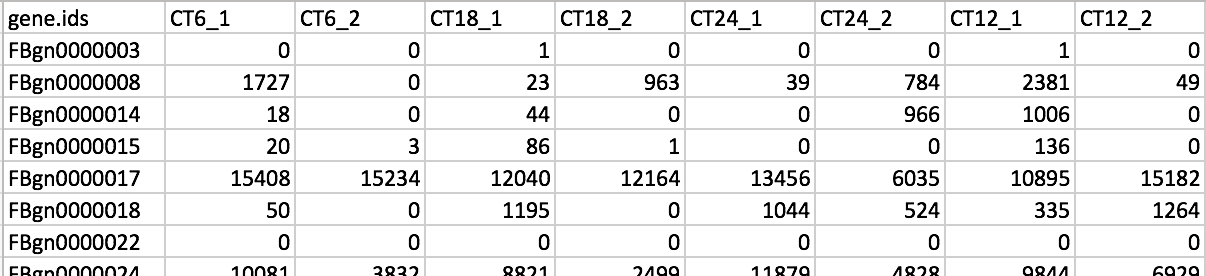 gene.ids CT6_1 CT6_2 CT18_1 CT18_2 CT24_1 CT24_2 CT12_1 CT12_2
FBgn0000003 0 0 1 0 0 0 1 0
FBgn0000008 1727 0 23 963 39 784 2381 49
FBgn0000014 18 0 44 0 0 966 1006 0
FBgn0000015 20 3 86 1 0 0 136 0
FBgn0000017 15408 15234 12040 12164 13456 6035 10895 15182
FBgn0000018 50 0 1195 0 1044 524 335 1264
FBgn0000022 0 0 0 0 0 0 0 0
FBgn0000024 10081 3832 8821 2499 11879 4828 9844 6929